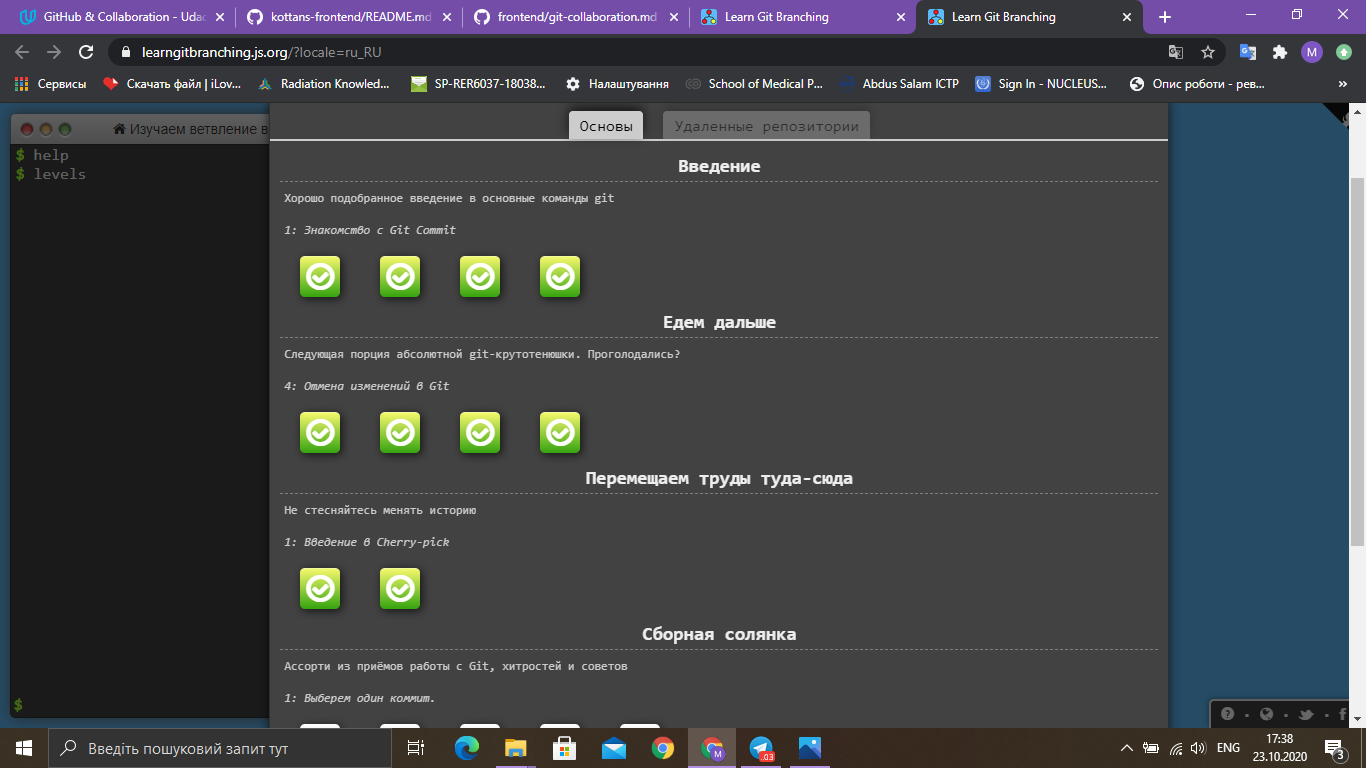 GitHub & Collaboration - Udac
kottans-frontend/README.md
frontend/git-collaboration.md
Learn Git Branching
Learn Git Branching
learngitbranching.js.org/?locale=ru_RU
M
Сервисы
Скачать файл | iLov...
Radiation Knowled...
SP-RER6037-18038...
Налаштування
School of Medical P...
Abdus Salam ICTP
Sign In - NUCLEUS...
Опис роботи - рев...
»
Изучаем ветвление в
$ help
$ levels
$
Основы
Удаленные репозитории
Введение
Хорошо подобранное введение в основные команды git
1: Знакомство с Git Commit
Едем дальше
Следующая порция абсолютной git-крутотенюшки. Проголодались?
4: Отмена изменений в Git
Перемещаем труды туда-сюда
Не стесняйтесь менять историю
1: Введение в Cherry-pick
Сборная солянка
Ассорти из приёмов работы с Git, хитростей и советов
1: Выберем один коммит.
Введіть пошуковий запит тут
M
.03
ENG
17:38
23.10.2020
3